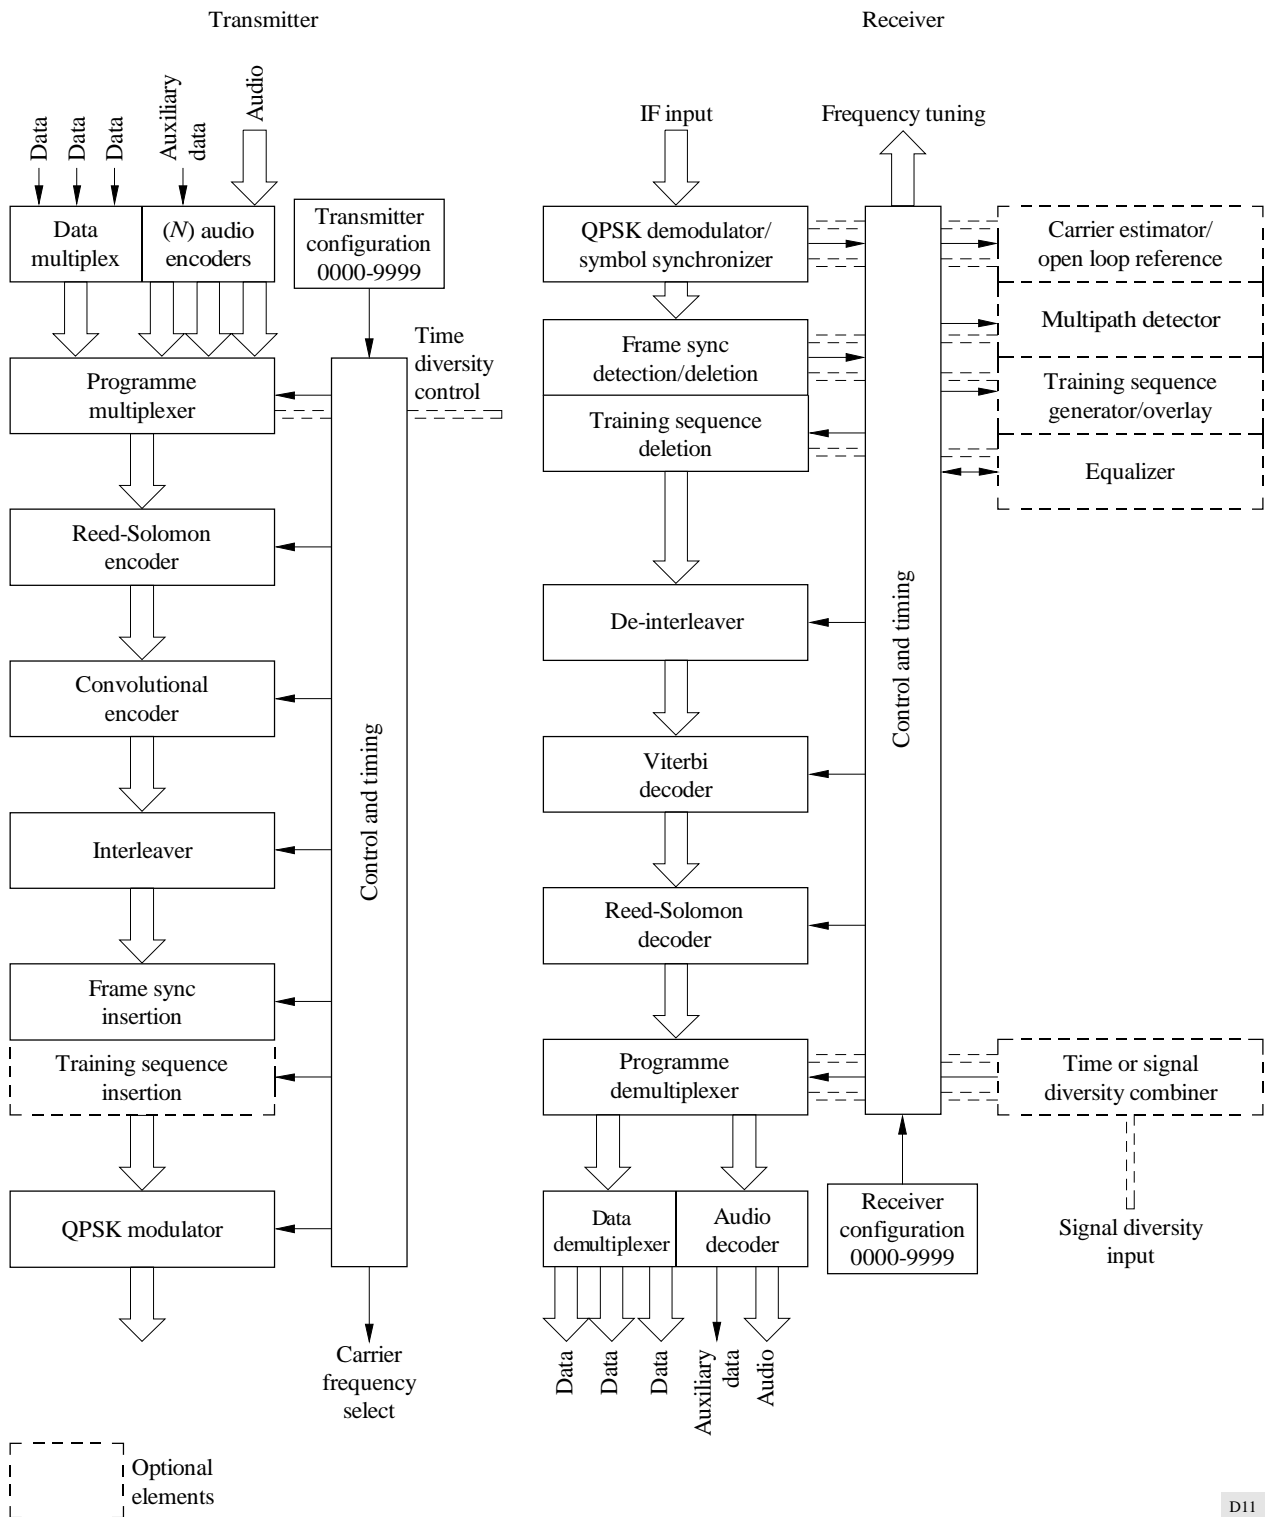 Transmitter
Receiver
Data
Data
Data
Auxiliary
data
Audio
IF input
Frequency tuning
Data
multiplex
(N) audio
encoders
Transmitter
configuration
0000-9999
Time
diversity
control
Programme
multiplexer
Reed-Solomon
encoder
Convolutional
encoder
Interleaver
Frame sync
insertion
Training sequence
insertion
QPSK modulator
Control and timing
Carrier
frequency
select
QPSK demodulator/
symbol synchronizer
Frame sync
detection/deletion
Training sequence
deletion
De-interleaver
Viterbi
decoder
Reed-Solomon
decoder
Programme
demultiplexer
Data
demultiplexer
Audio
decoder
Data
Data
Data
Auxiliary
data
Audio
Control and timing
Receiver
configuration
0000-9999
Carrier estimator/
open loop reference
Multipath detector
Training sequence
generator/overlay
Equalizer
Time or signal
diversity combiner
Signal diversity
input
Optional
elements
D11